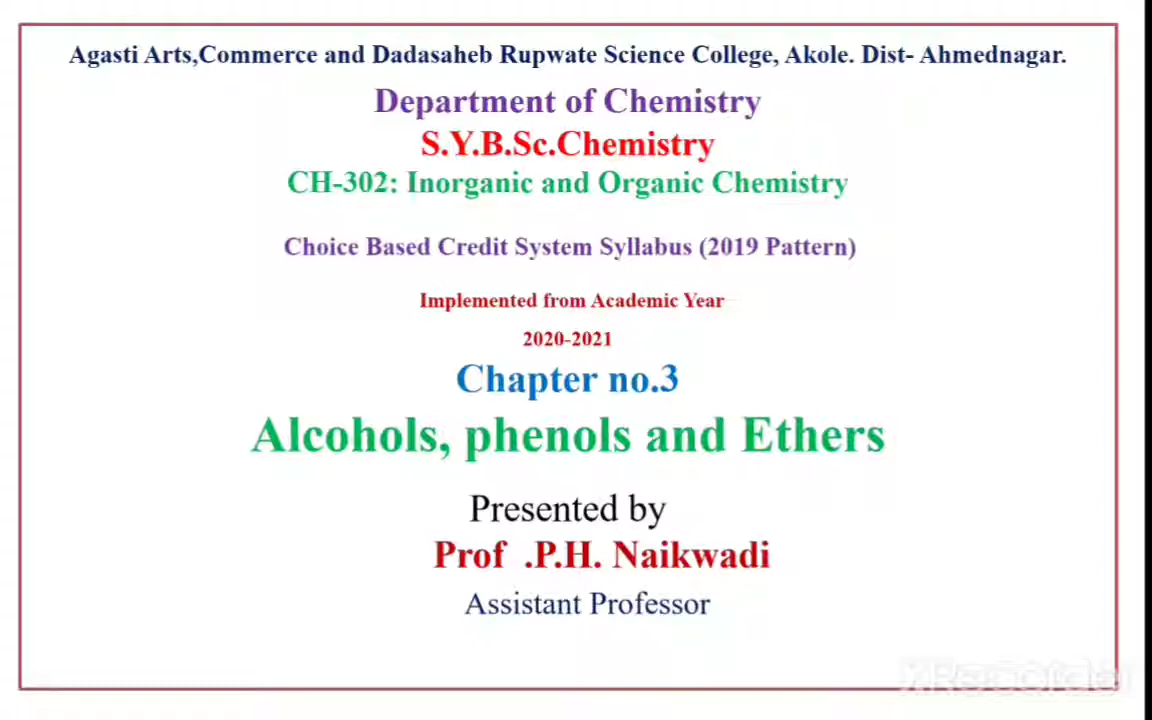 Agasti Arts,Commerce and Dadasaheb Rupwate Science College, Akole. Dist- Ahmednagar.
Department of Chemistry
S.Y.B.Sc.Chemistry
CH-302: Inorganic and Organic Chemistry
Choice Based Credit System Syllabus (2019 Pattern)
Implemented from Academic Year
2020-2021
Chapter no.3
Alcohols, phenols and Ethers
Presented by
Prof .P.H. Naikwadi
Assistant Professor
XRecorder